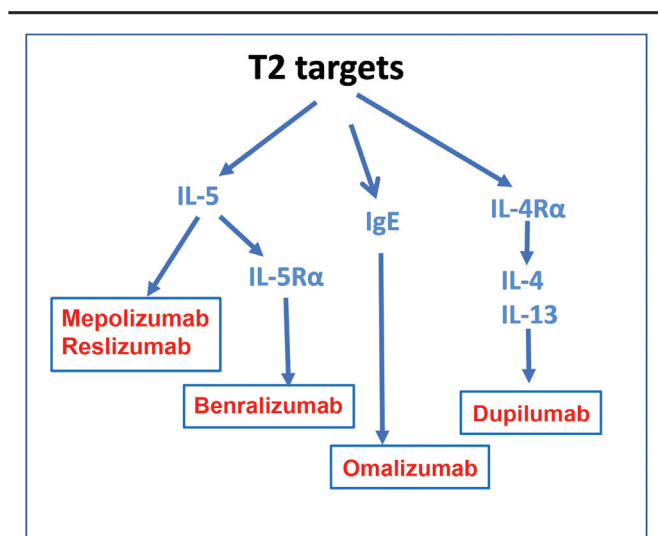 T2 targets
IL-5
IgE
IL-4Rα
IL-5Rα
IL-4
IL-13
Mepolizumab
Reslizumab
Benralizumab
Dupilumab
Omalizumab